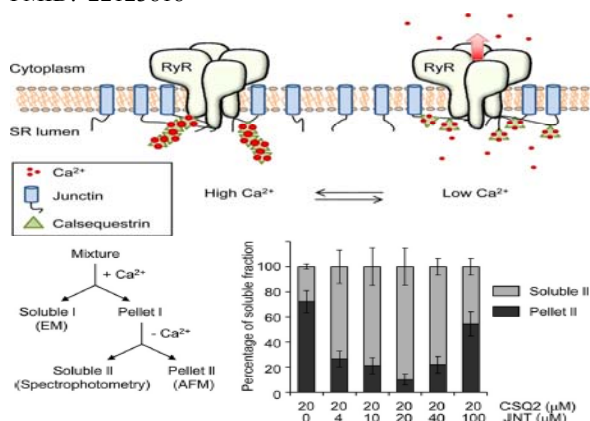 PMID: 22123818
Cytoplasm
RyR
RyR
SR lumen
Ca²⁺
Junctin
Calsequestrin
High Ca²⁺
Low Ca²⁺
Mixture
+ Ca²⁺
Soluble I
(EM)
Pellet I
- Ca²⁺
Soluble II
(Spectrophotometry)
Pellet II
(AFM)
Percentage of soluble fraction
100
80
60
40
20
0
Soluble II
Pellet II
20 20 20 20 20 20 CSQ2 (μM)
0 4 10 20 40 100 JNT (μM)